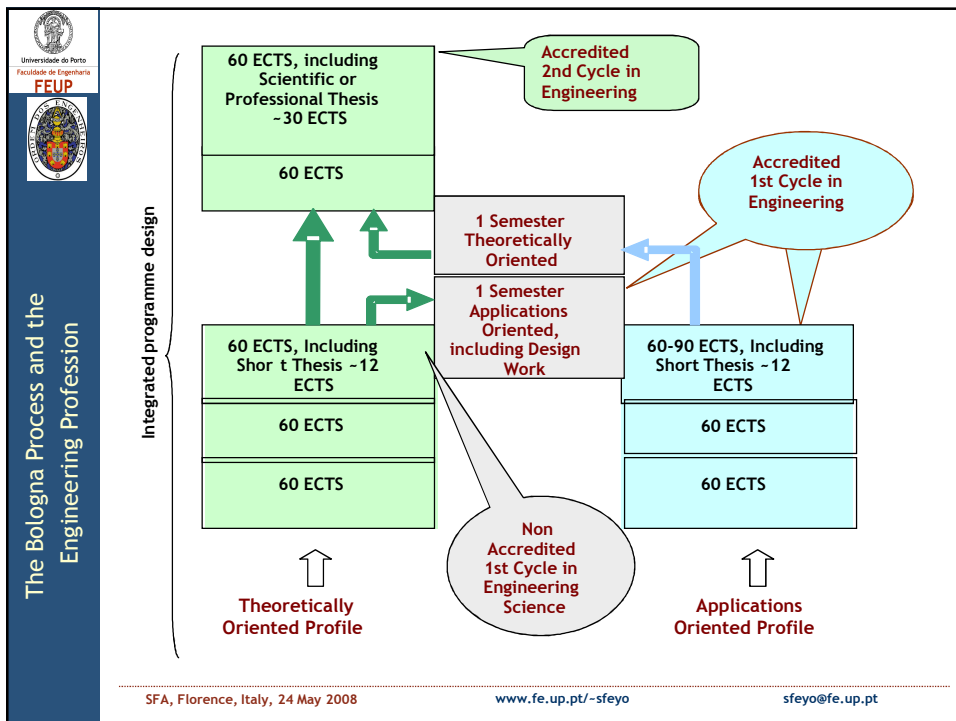 Universidade do Porto
Faculdade de Engenharia
FEUP
ORDEM DOS ENGENHEIROS
The Bologna Process and the
Engineering Profession
Integrated programme design
60 ECTS, including
Scientific or
Professional Thesis
~30 ECTS
60 ECTS
Accredited
2nd Cycle in
Engineering
Accredited
1st Cycle in
Engineering
1 Semester
Theoretically
Oriented
1 Semester
Applications
Oriented,
including Design
Work
60 ECTS, Including
Shor t Thesis ~12
ECTS
60 ECTS
60 ECTS
60-90 ECTS, Including
Short Thesis ~12
ECTS
60 ECTS
60 ECTS
Non
Accredited
1st Cycle in
Engineering
Science
Theoretically
Oriented Profile
Applications
Oriented Profile
SFA, Florence, Italy, 24 May 2008
www.fe.up.pt/~sfeyo
sfeyo@fe.up.pt